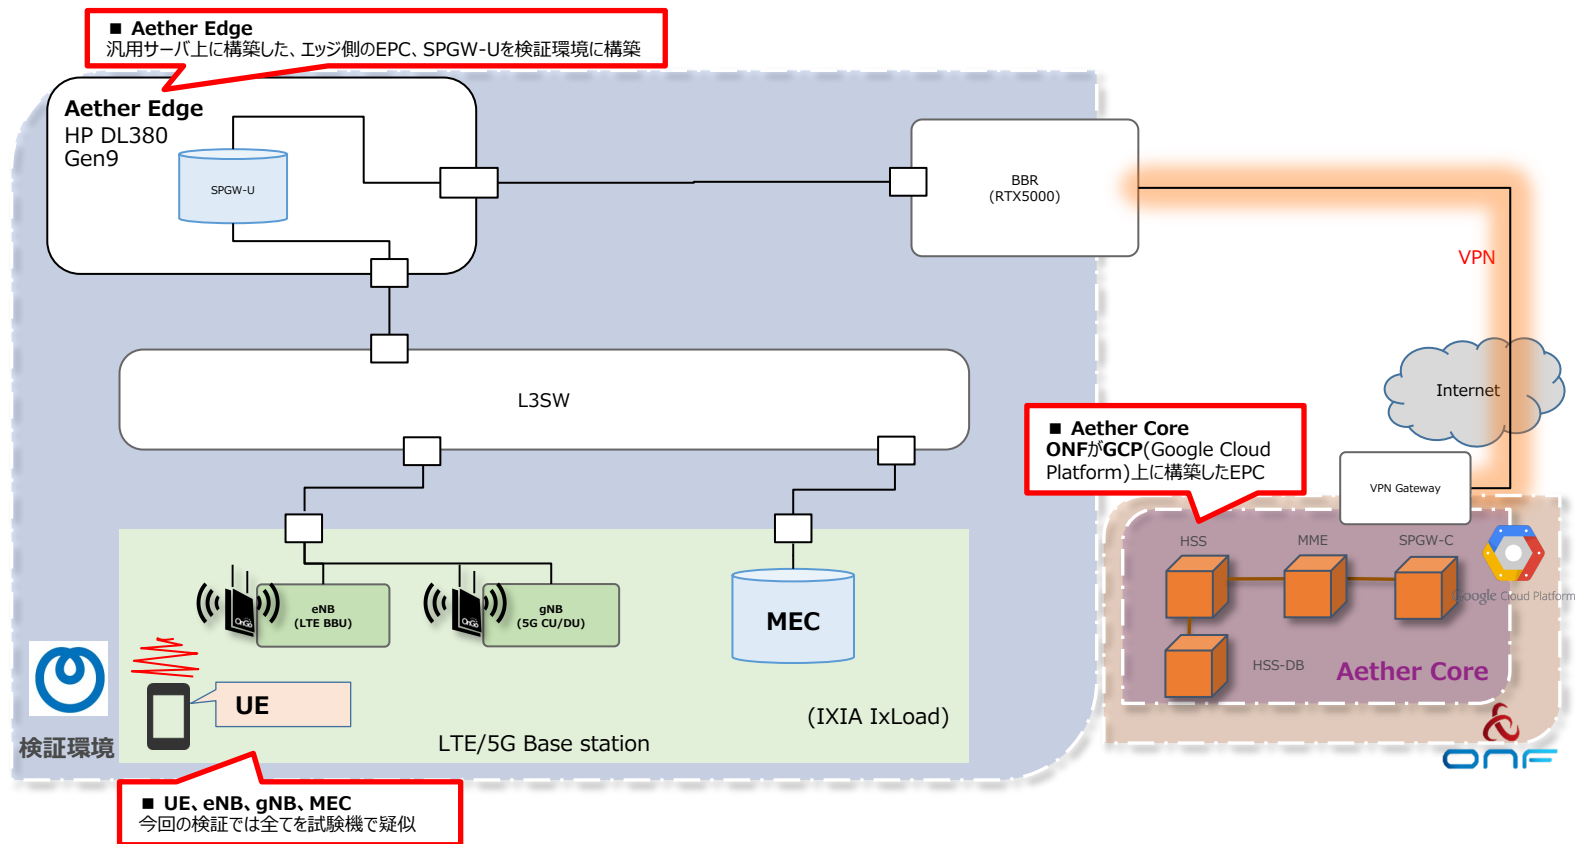 ■ Aether Edge
汎用サーバ上に構築した、エッジ側のEPC、SPGW-Uを検証環境に構築
Aether Edge
HP DL380
Gen9
SPGW-U
BBR
(RTX5000)
VPN
Internet
L3SW
■ Aether Core
ONFがGCP(Google Cloud
Platform)上に構築したEPC
VPN Gateway
HSS
MME
SPGW-C
Google Cloud Platform
HSS-DB
Aether Core
ONF
eNB
(LTE BBU)
OnGo
gNB
(5G CU/DU)
OnGo
MEC
UE
(IXIA IxLoad)
LTE/5G Base station
検証環境
■ UE、eNB、gNB、MEC
今回の検証では全てを試験機で疑似